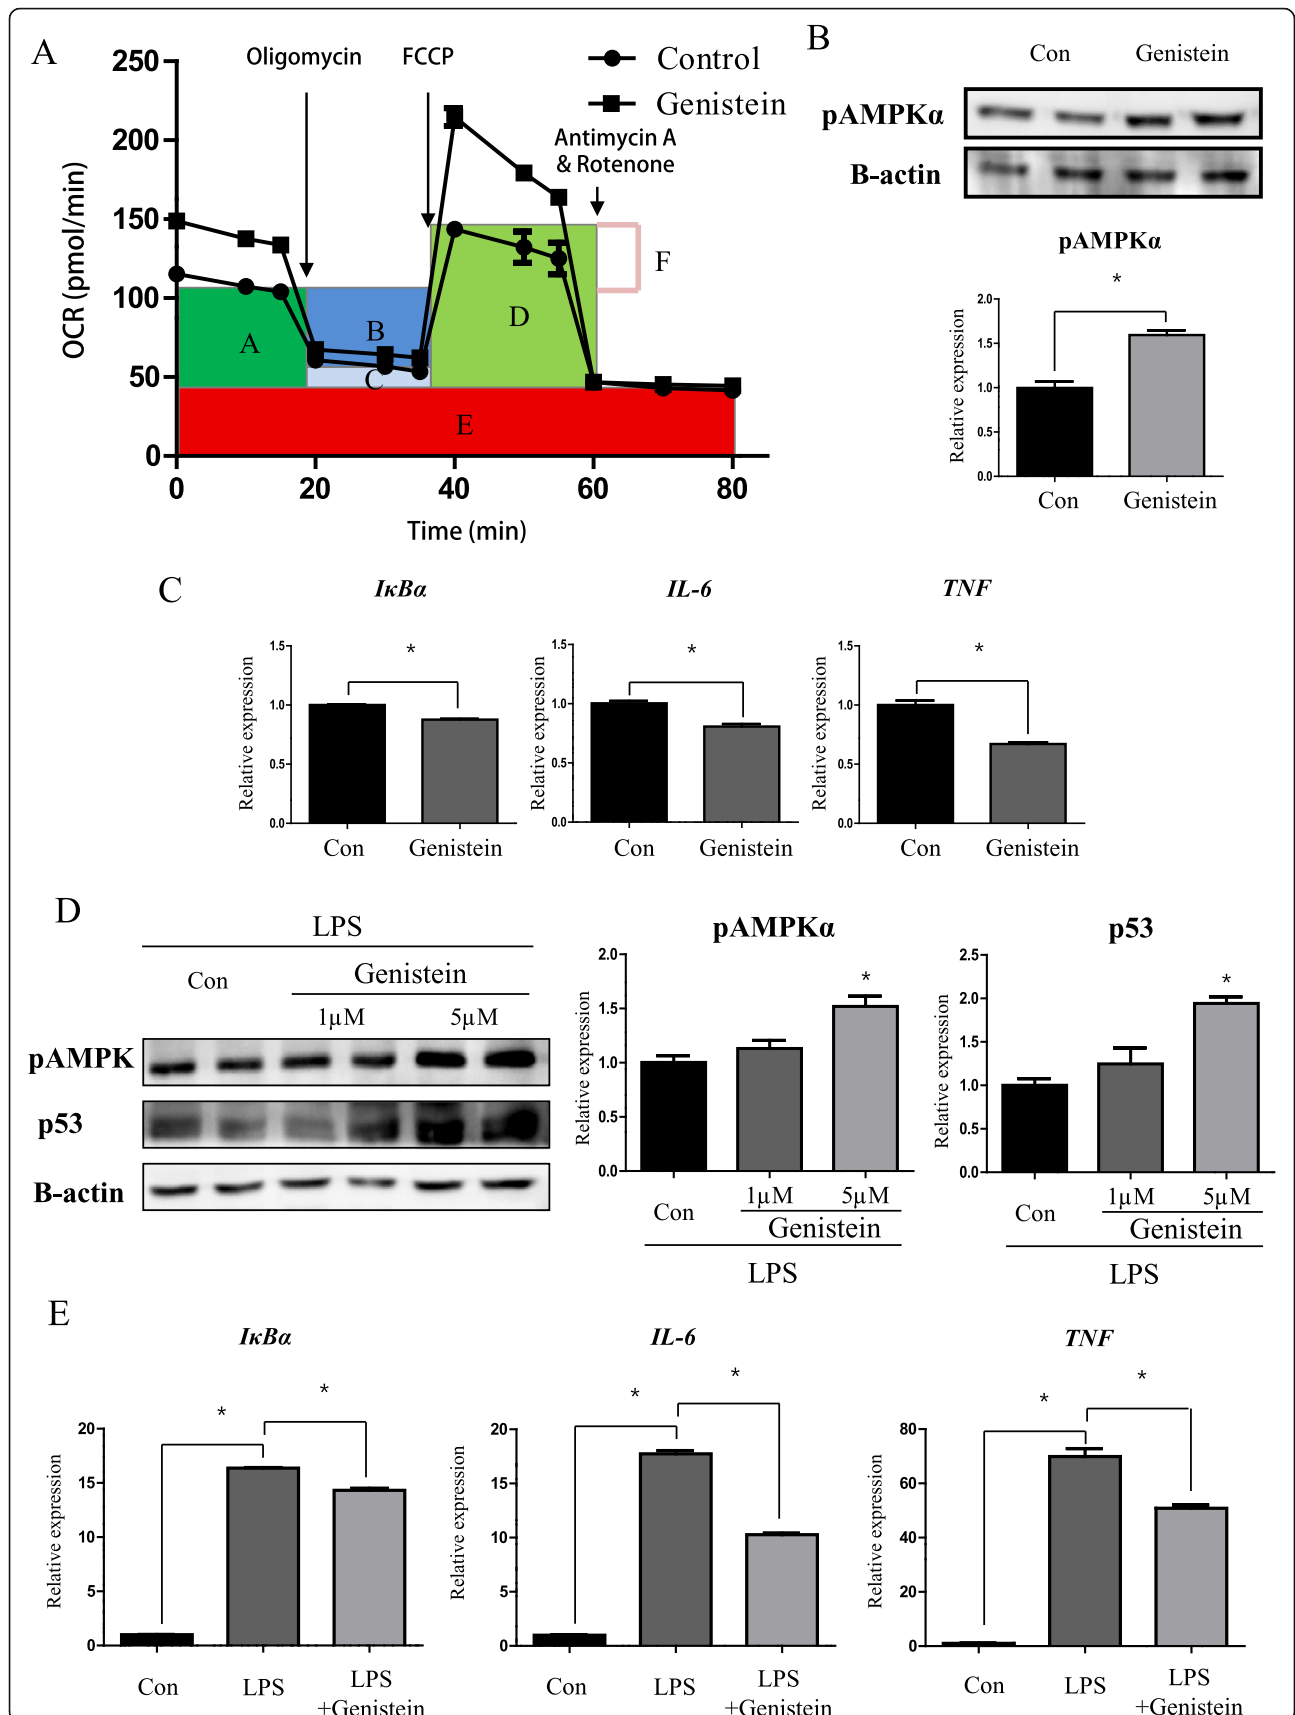 A
Oligomycin
FCCP
Control
Genistein
Antimycin A
& Rotenone
OCR (pmol/min)
250
200
150
100
50
0
A
B
C
D
E
F
0
20
40
60
80
Time (min)
B
Con
Genistein
pAMPKα
B-actin
pAMPKα
*
Relative expression
2.0
1.5
1.0
0.5
0.0
Con
Genistein
C
IκBα
*
Relative expression
1.5
1.0
0.5
0.0
Con
Genistein
IL-6
*
Relative expression
1.5
1.0
0.5
0.0
Con
Genistein
TNF
*
Relative expression
1.5
1.0
0.5
0.0
Con
Genistein
D
LPS
Con
Genistein
1µM
5µM
pAMPK
p53
B-actin
pAMPKα
*
Relative expression
2.0
1.5
1.0
0.5
0.0
Con
1µM
5µM
Genistein
LPS
p53
*
Relative expression
2.5
2.0
1.5
1.0
0.5
0.0
Con
1µM
5µM
Genistein
LPS
E
IκBα
*
*
Relative expression
20
15
10
5
0
Con
LPS
LPS
+Genistein
IL-6
*
*
Relative expression
20
15
10
5
0
Con
LPS
LPS
+Genistein
TNF
*
*
Relative expression
80
60
40
20
0
Con
LPS
LPS
+Genistein